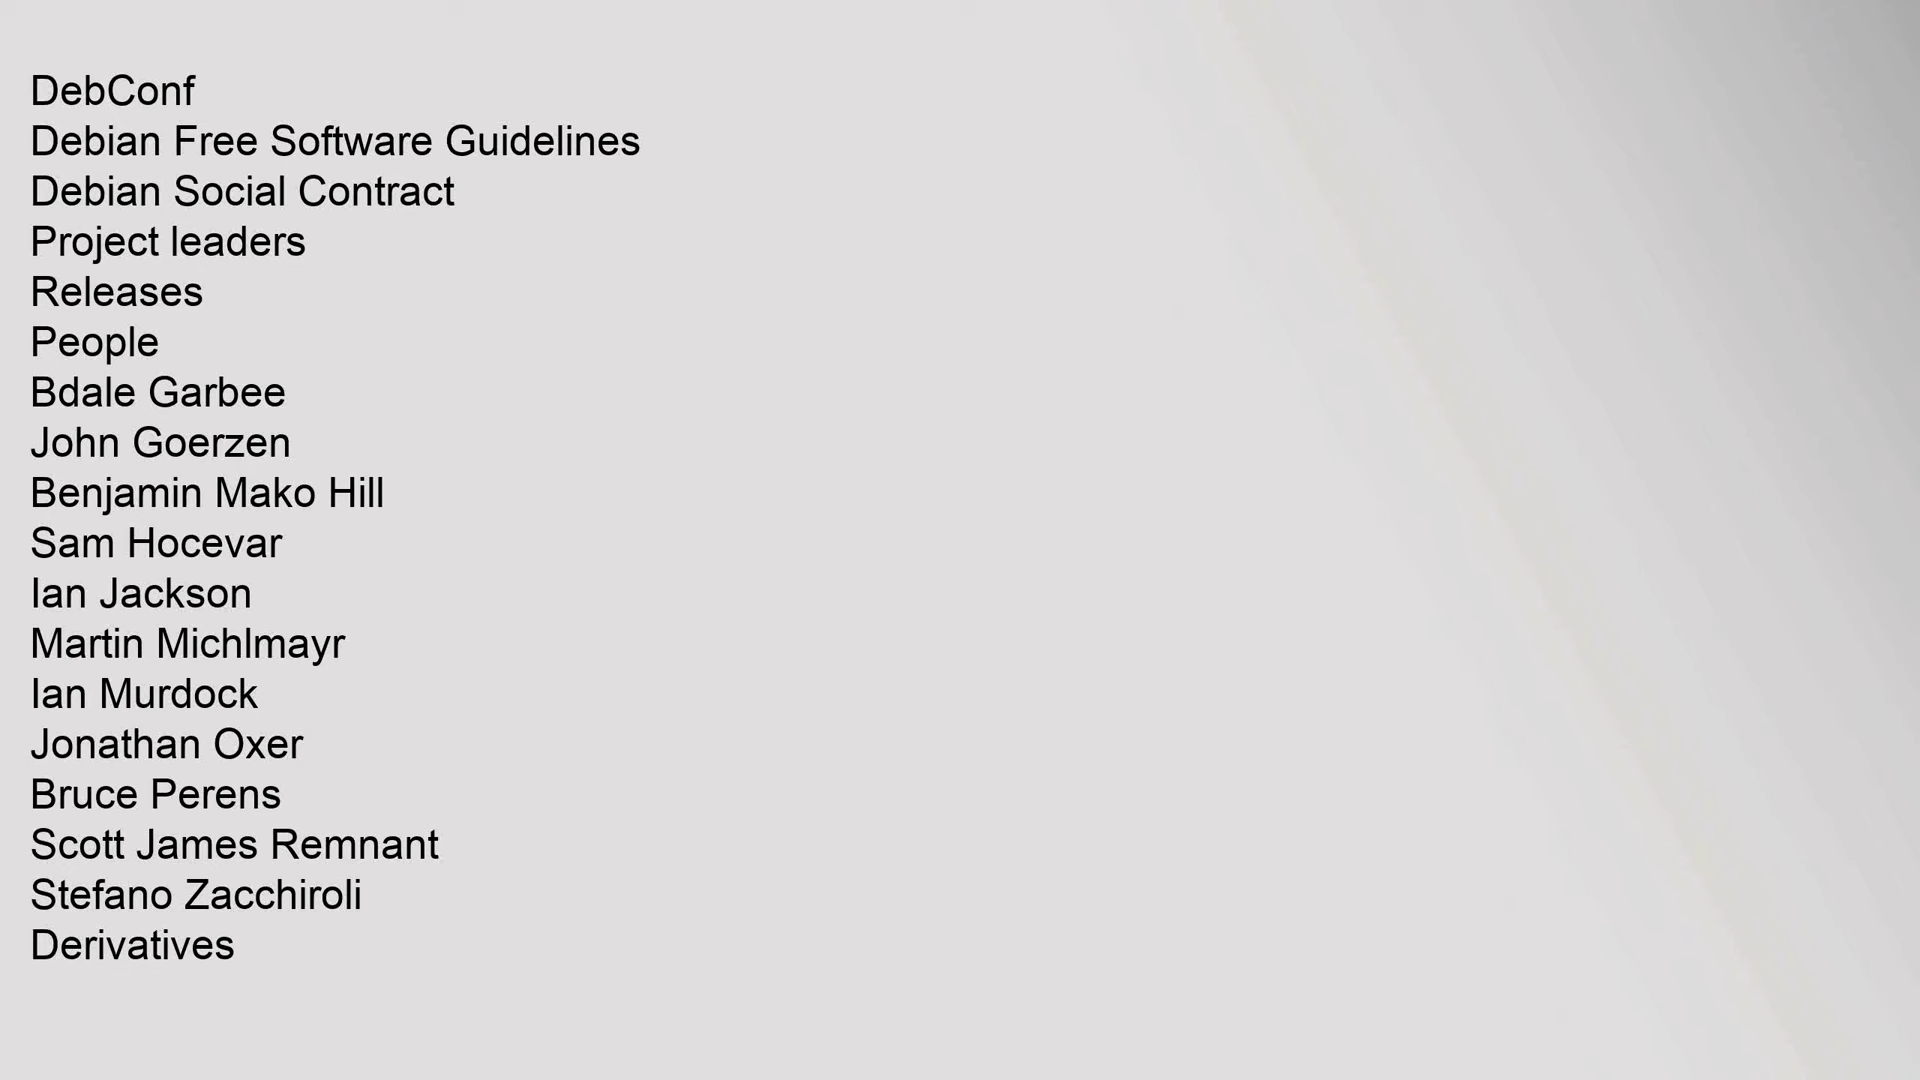 DebConf
Debian Free Software Guidelines
Debian Social Contract
Project leaders
Releases
People
Bdale Garbee
John Goerzen
Benjamin Mako Hill
Sam Hocevar
Ian Jackson
Martin Michlmayr
Ian Murdock
Jonathan Oxer
Bruce Perens
Scott James Remnant
Stefano Zacchiroli
Derivatives